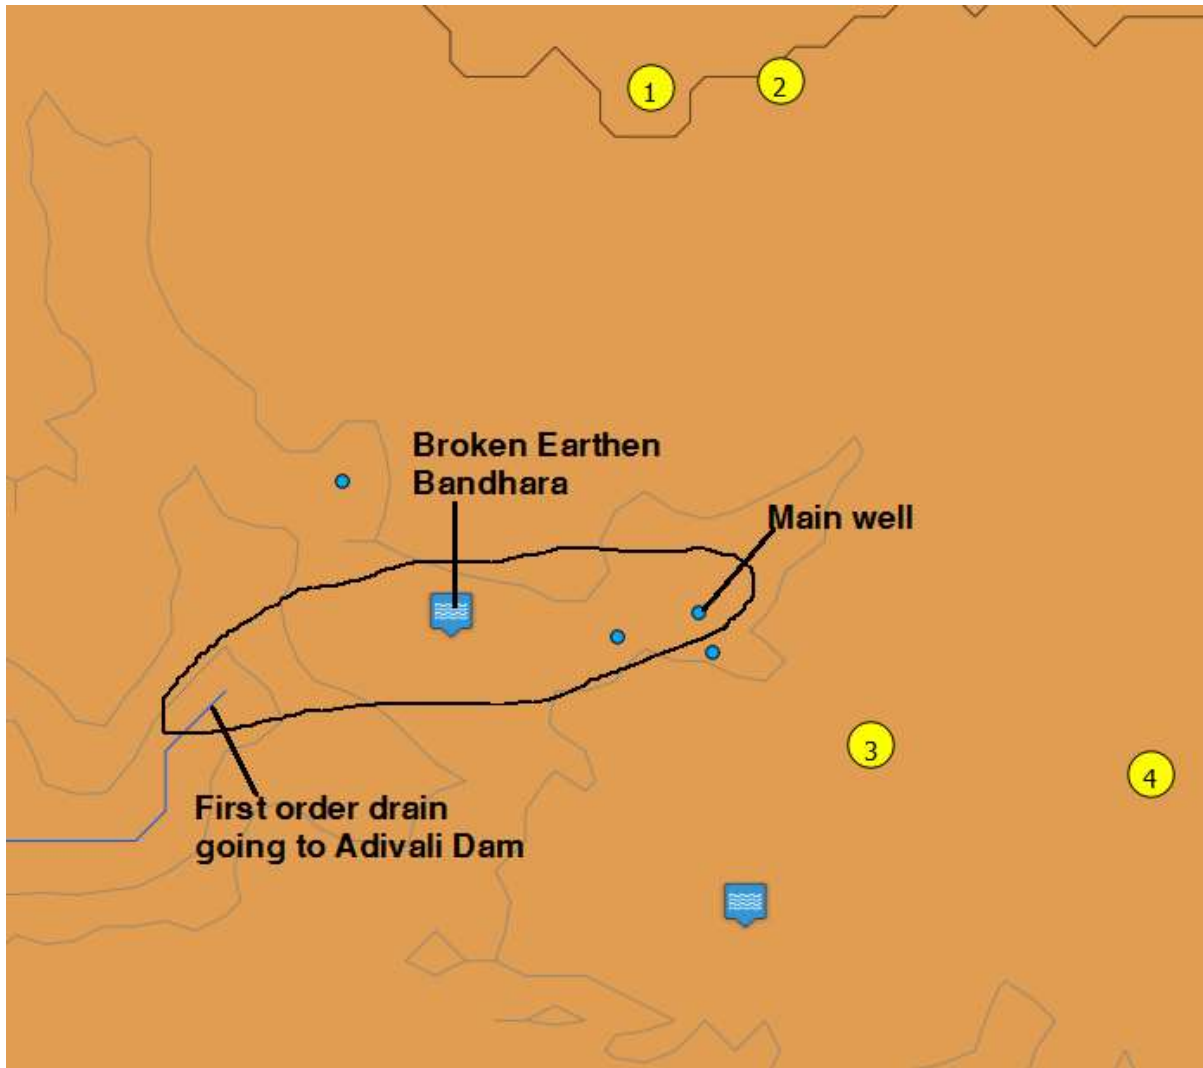 1
2
Broken Earthen
Bandhara
Main well
3
4
First order drain
going to Adivali Dam